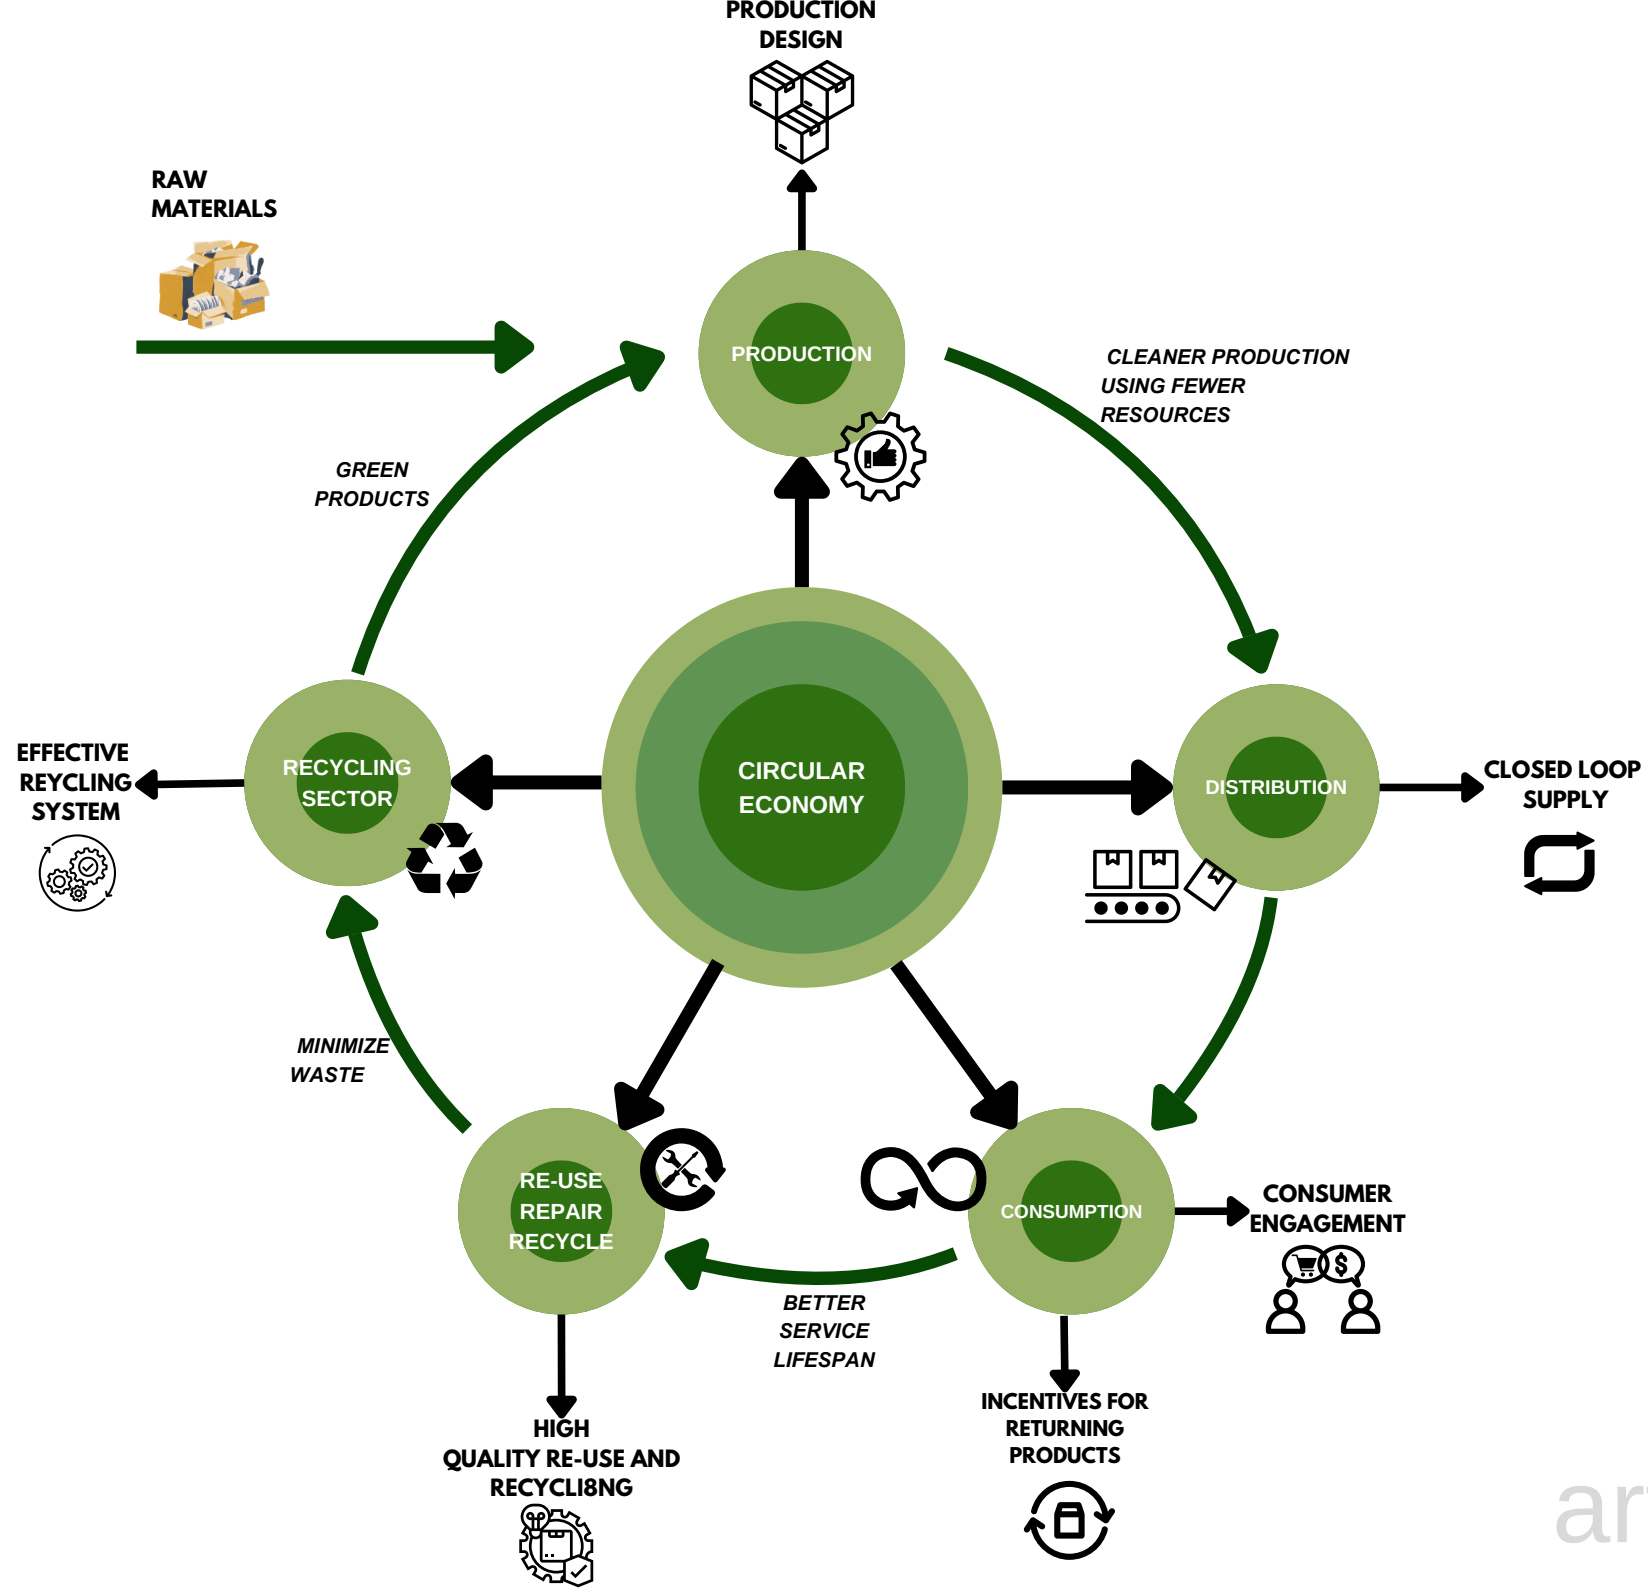 PRODUCTION
DESIGN
RAW
MATERIALS
PRODUCTION
CLEANER PRODUCTION
USING FEWER
RESOURCES
GREEN
PRODUCTS
EFFECTIVE
REYCLING
SYSTEM
RECYCLING
SECTOR
CIRCULAR
ECONOMY
DISTRIBUTION
CLOSED LOOP
SUPPLY
MINIMIZE
WASTE
RE-USE
REPAIR
RECYCLE
CONSUMPTION
CONSUMER
ENGAGEMENT
$
BETTER
SERVICE
LIFESPAN
HIGH
QUALITY RE-USE AND
RECYCLI8NG
INCENTIVES FOR
RETURNING
PRODUCTS